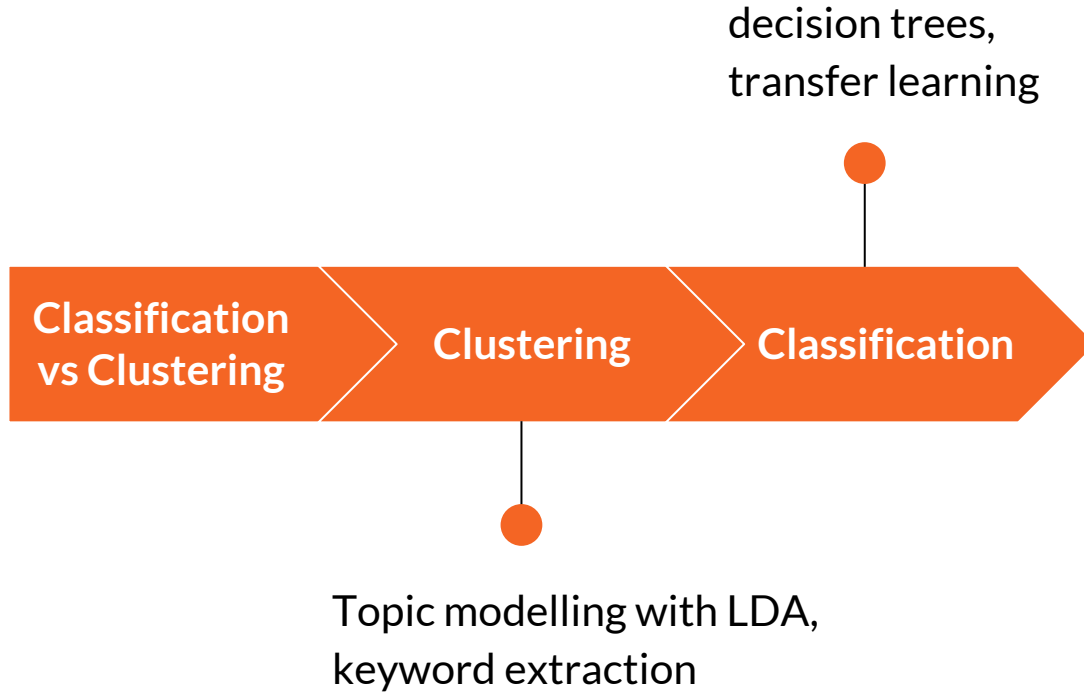 decision trees,
transfer learning
Classification
vs Clustering
Clustering
Classification
Topic modelling with LDA,
keyword extraction